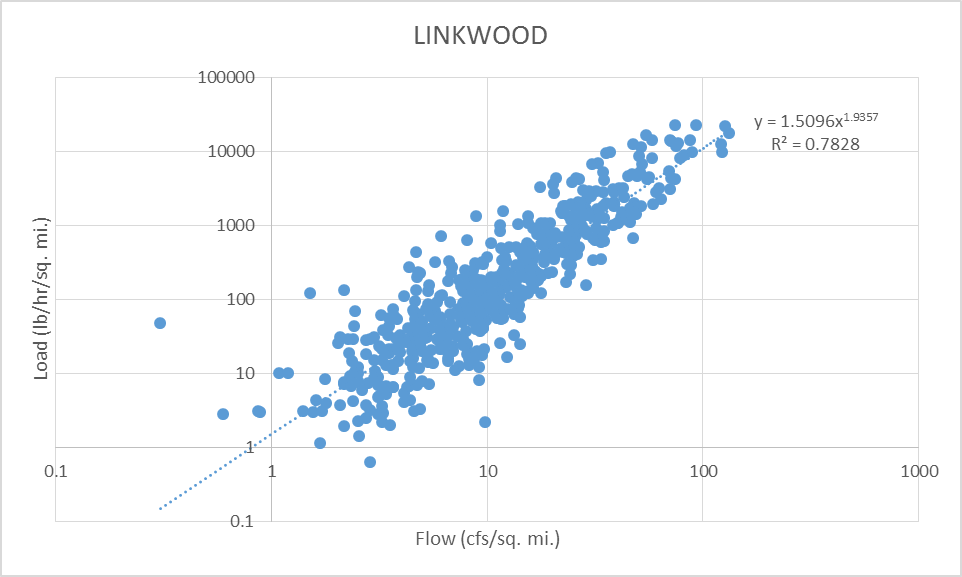 LINKWOOD
100000
10000
1000
100
10
1
0.1
0.1
1
10
100
1000
y = 1.5096x^1.9357
R² = 0.7828
Load (lb/hr/sq. mi.)
Flow (cfs/sq. mi.)